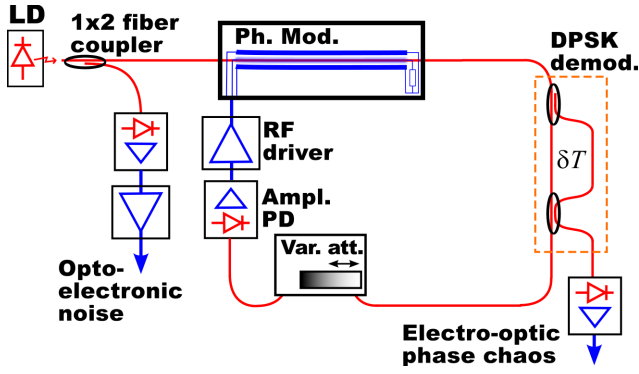 LD
1x2 fiber
coupler
Ph. Mod.
DPSK
demod.
RF
driver
δT
Ampl.
PD
Var. att.
Opto-
electronic
noise
Electro-optic
phase chaos